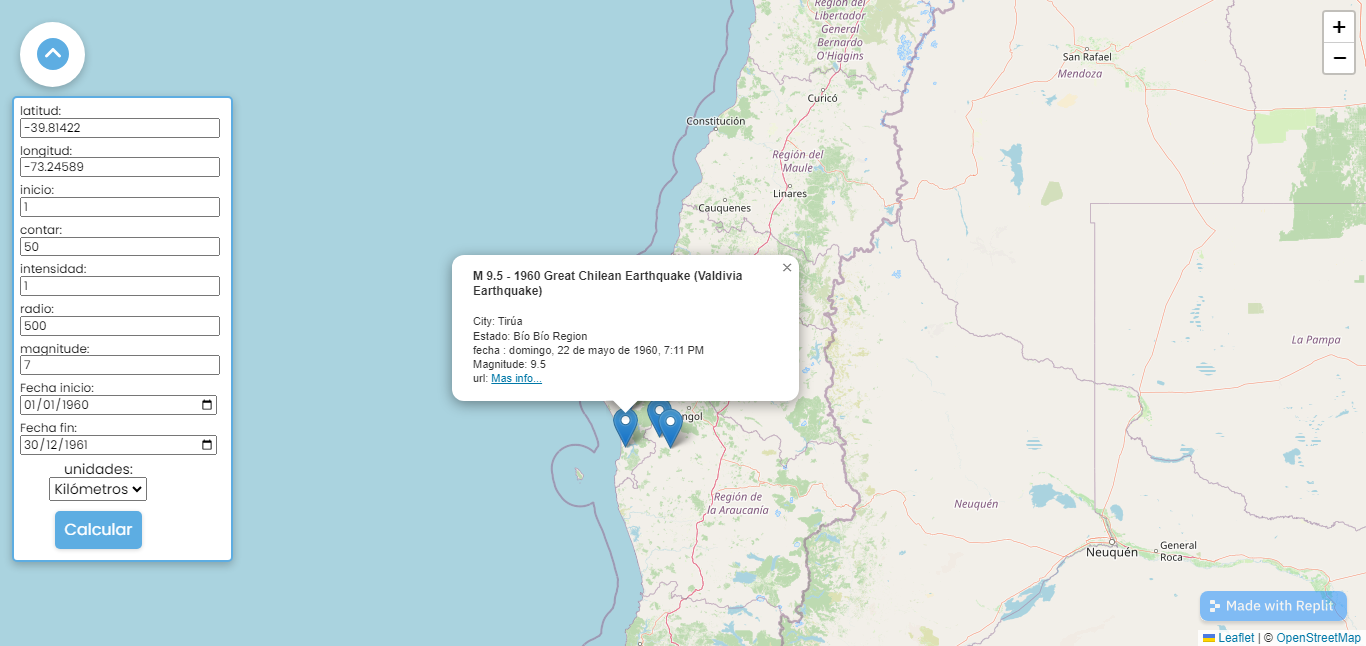 latitud:
-39.81422
longitud:
-73.24589
inicio:
1
contar:
50
intensidad:
1
radio:
500
magnitude:
7
Fecha inicio:
01/01/1960
Fecha fin:
30/12/1961
unidades:
Kilómetros
Calcular
Región del
Libertador
General
Bernardo
O'Higgins
San Rafael
Mendoza
Curicó
Constitución
Región del
Maule
Linares
Cauquenes
M 9.5 - 1960 Great Chilean Earthquake (Valdivia
Earthquake)
×
City: Tirúa
Estado: Bío Bío Region
fecha : domingo, 22 de mayo de 1960, 7:11 PM
Magnitude: 9.5
url: Mas info...
ngol
La Pampa
Región de
la Araucanía
Neuquén
Neuquén
General
Roca
+
−
Made with Replit
Leaflet | © OpenStreetMap